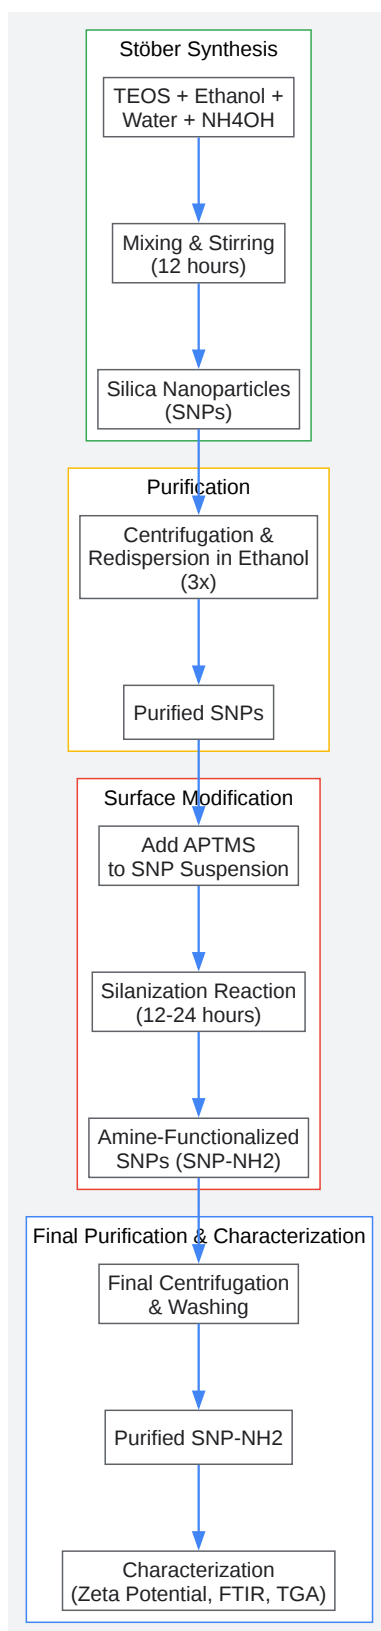 Stöber Synthesis
TEOS + Ethanol +
Water + NH4OH
Mixing & Stirring
(12 hours)
Silica Nanoparticles
(SNPs)
Purification
Centrifugation &
Redispersion in Ethanol
(3x)
Purified SNPs
Surface Modification
Add APTMS
to SNP Suspension
Silanization Reaction
(12-24 hours)
Amine-Functionalized
SNPs (SNP-NH2)
Final Purification & Characterization
Final Centrifugation
& Washing
Purified SNP-NH2
Characterization
(Zeta Potential, FTIR, TGA)